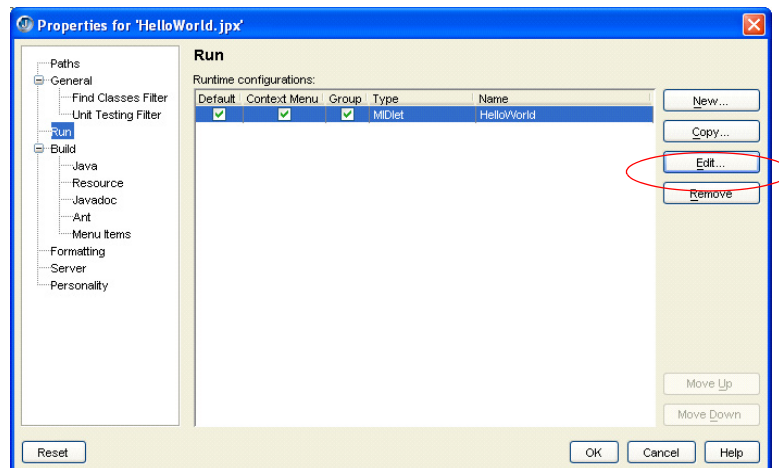 Properties for 'HelloWorld.jpx'
Paths
General
Find Classes Filter
Unit Testing Filter
Run
Build
Java
Resource
Javadoc
Ant
Menu Items
Formatting
Server
Personality
Run
Runtime configurations:
Default Context Menu Group Type Name
MIDlet HelloWorld
New...
Copy...
Edit...
Remove
Move Up
Move Down
Reset OK Cancel Help